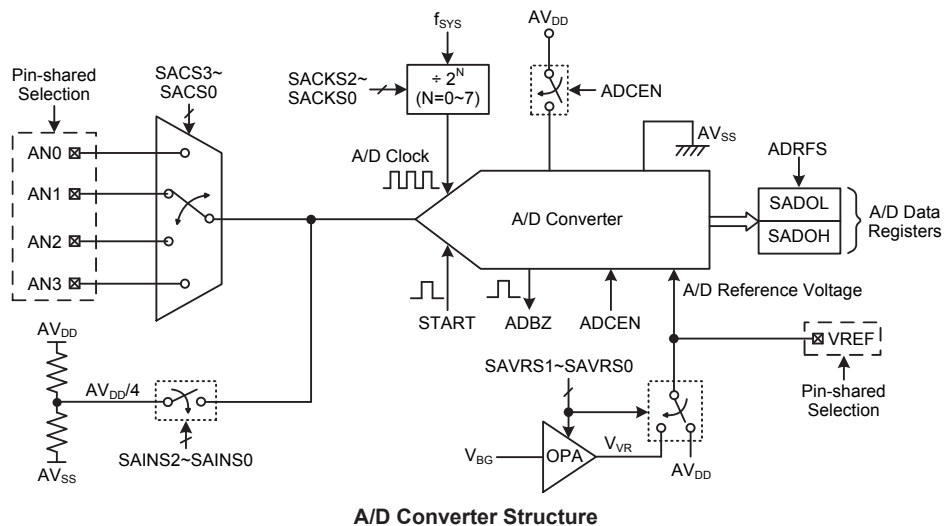 fSYS
AVDD
Pin-shared
Selection
SACS3~
SACS0
SACKS2~
SACKS0
÷ 2^N
(N=0~7)
ADCEN
AN0
AN1
AN2
AN3
A/D Clock
AVSS
ADRFS
A/D Converter
SADOL
SADOH
A/D Data
Registers
START
ADBZ
ADCEN
A/D Reference Voltage
VREF
Pin-shared
Selection
AVDD
AVDD/4
AVSS
SAINS2~SAINS0
SAVRS1~SAVRS0
VBG
OPA
VVR
AVDD
A/D Converter Structure